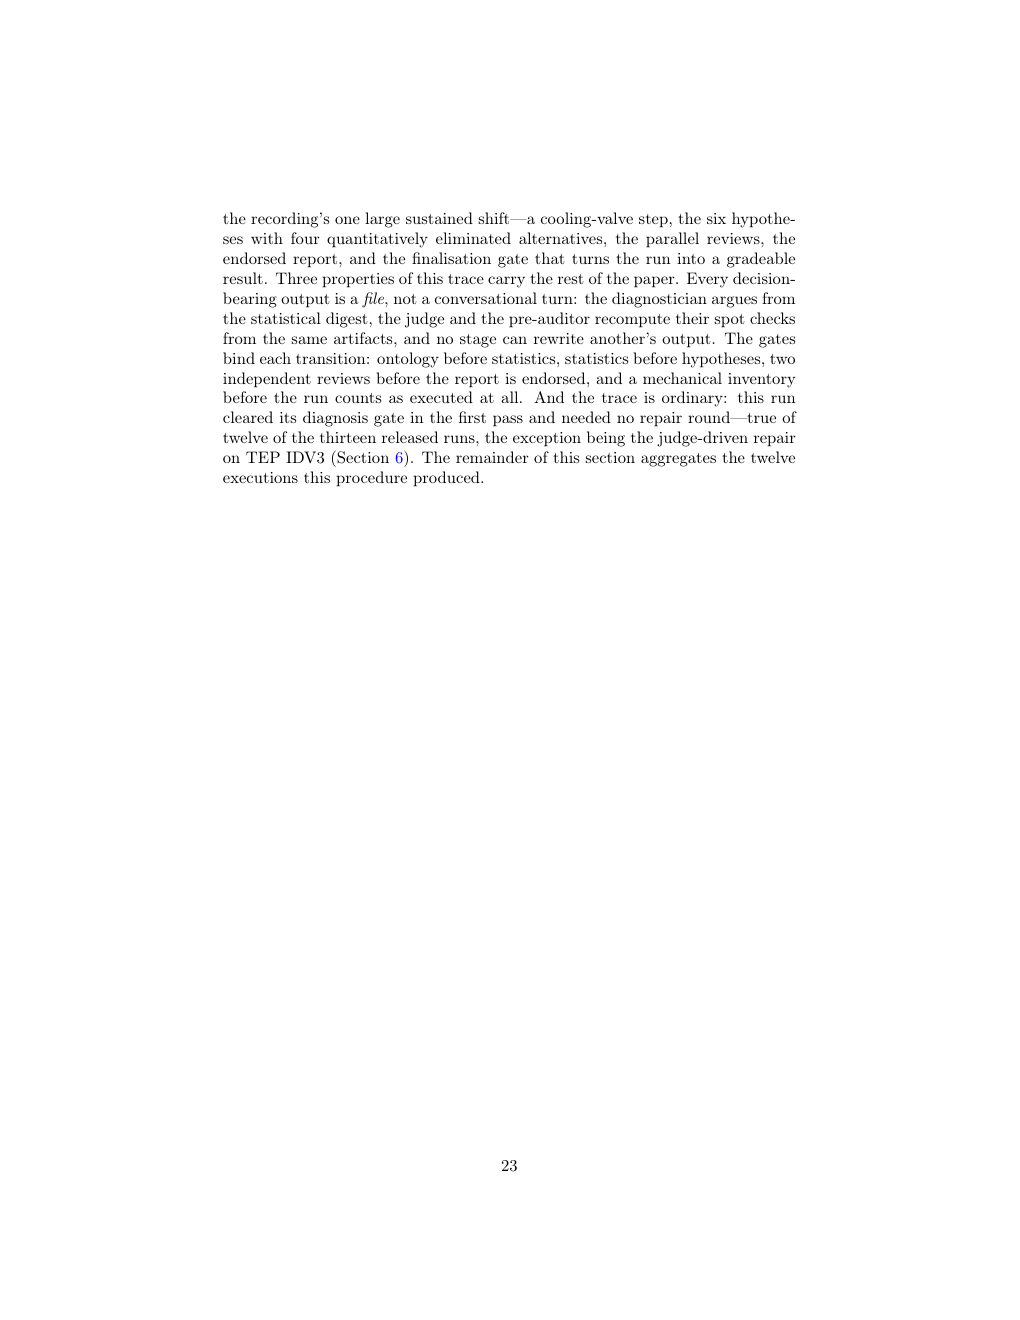 the recording's one large sustained shift—a cooling-valve step, the six hypothe-
ses with four quantitatively eliminated alternatives, the parallel reviews, the
endorsed report, and the finalisation gate that turns the run into a gradeable
result. Three properties of this trace carry the rest of the paper. Every decision-
bearing output is a file, not a conversational turn: the diagnostician argues from
the statistical digest, the judge and the pre-auditor recompute their spot checks
from the same artifacts, and no stage can rewrite another's output. The gates
bind each transition: ontology before statistics, statistics before hypotheses, two
independent reviews before the report is endorsed, and a mechanical inventory
before the run counts as executed at all. And the trace is ordinary: this run
cleared its diagnosis gate in the first pass and needed no repair round—true of
twelve of the thirteen released runs, the exception being the judge-driven repair
on TEP IDV3 (Section 6). The remainder of this section aggregates the twelve
executions this procedure produced.
23